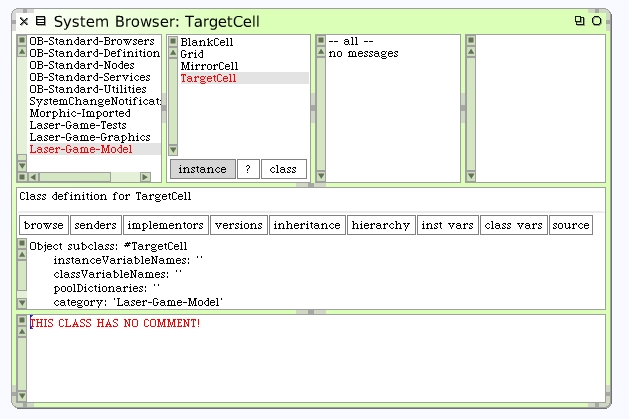 System Browser: TargetCell
OB-Standard-Browsers
OB-Standard-Definition
OB-Standard-Nodes
OB-Standard-Services
OB-Standard-Utilities
SystemChangeNotificat
Morphic-Imported
Laser-Game-Tests
Laser-Game-Graphics
Laser-Game-Model
BlankCell
Grid
MirrorCell
TargetCell
instance ? class
-- all --
no messages
Class definition for TargetCell
browse senders implementors versions inheritance hierarchy inst vars class vars source
Object subclass: #TargetCell
instanceVariableNames: ''
classVariableNames: ''
poolDictionaries: ''
category: 'Laser-Game-Model'
THIS CLASS HAS NO COMMENT!